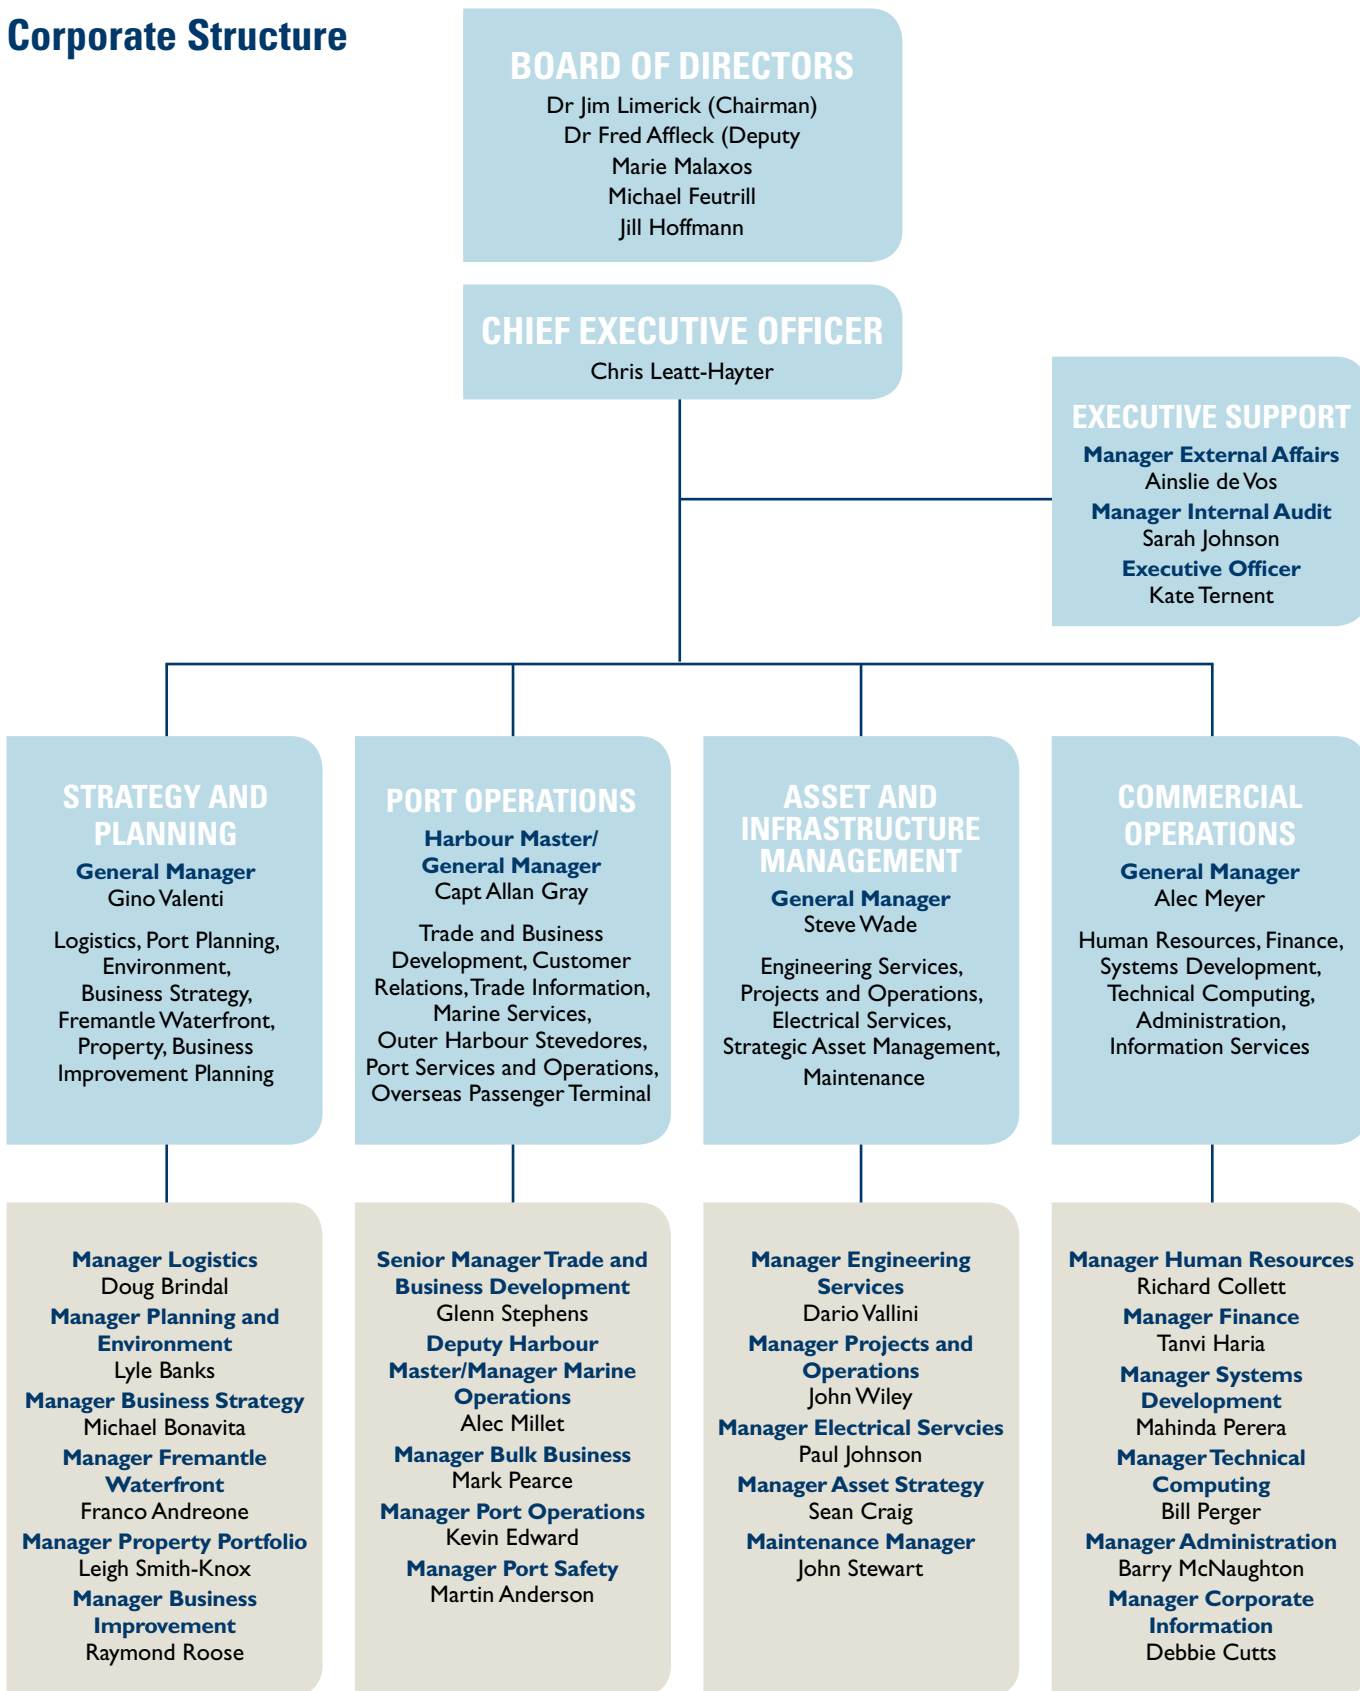 Corporate Structure
BOARD OF DIRECTORS
Dr Jim Limerick (Chairman)
Dr Fred Affleck (Deputy
Marie Malaxos
Michael Feutrill
Jill Hoffmann
CHIEF EXECUTIVE OFFICER
Chris Leatt-Hayter
EXECUTIVE SUPPORT
Manager External Affairs
Ainslie de Vos
Manager Internal Audit
Sarah Johnson
Executive Officer
Kate Ternent
STRATEGY AND
PLANNING
General Manager
Gino Valenti
Logistics, Port Planning,
Environment,
Business Strategy,
Fremantle Waterfront,
Property, Business
Improvement Planning
PORT OPERATIONS
Harbour Master/
General Manager
Capt Allan Gray
Trade and Business
Development, Customer
Relations, Trade Information,
Marine Services,
Outer Harbour Stevedores,
Port Services and Operations,
Overseas Passenger Terminal
ASSET AND
INFRASTRUCTURE
MANAGEMENT
General Manager
Steve Wade
Engineering Services,
Projects and Operations,
Electrical Services,
Strategic Asset Management,
Maintenance
COMMERCIAL
OPERATIONS
General Manager
Alec Meyer
Human Resources, Finance,
Systems Development,
Technical Computing,
Administration,
Information Services
Manager Logistics
Doug Brindal
Manager Planning and
Environment
Lyle Banks
Manager Business Strategy
Michael Bonavita
Manager Fremantle
Waterfront
Franco Andreone
Manager Property Portfolio
Leigh Smith-Knox
Manager Business
Improvement
Raymond Roose
Senior Manager Trade and
Business Development
Glenn Stephens
Deputy Harbour
Master/Manager Marine
Operations
Alec Millet
Manager Bulk Business
Mark Pearce
Manager Port Operations
Kevin Edward
Manager Port Safety
Martin Anderson
Manager Engineering
Services
Dario Vallini
Manager Projects and
Operations
John Wiley
Manager Electrical Servcies
Paul Johnson
Manager Asset Strategy
Sean Craig
Maintenance Manager
John Stewart
Manager Human Resources
Richard Collett
Manager Finance
Tanvi Haria
Manager Systems
Development
Mahinda Perera
Manager Technical
Computing
Bill Perger
Manager Administration
Barry McNaughton
Manager Corporate
Information
Debbie Cutts